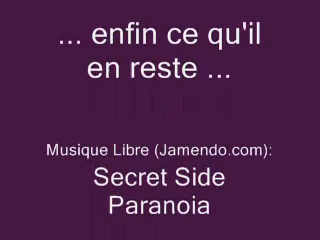 ... enfin ce qu'il
en reste ...
Musique Libre (Jamendo.com):
Secret Side
Paranoia